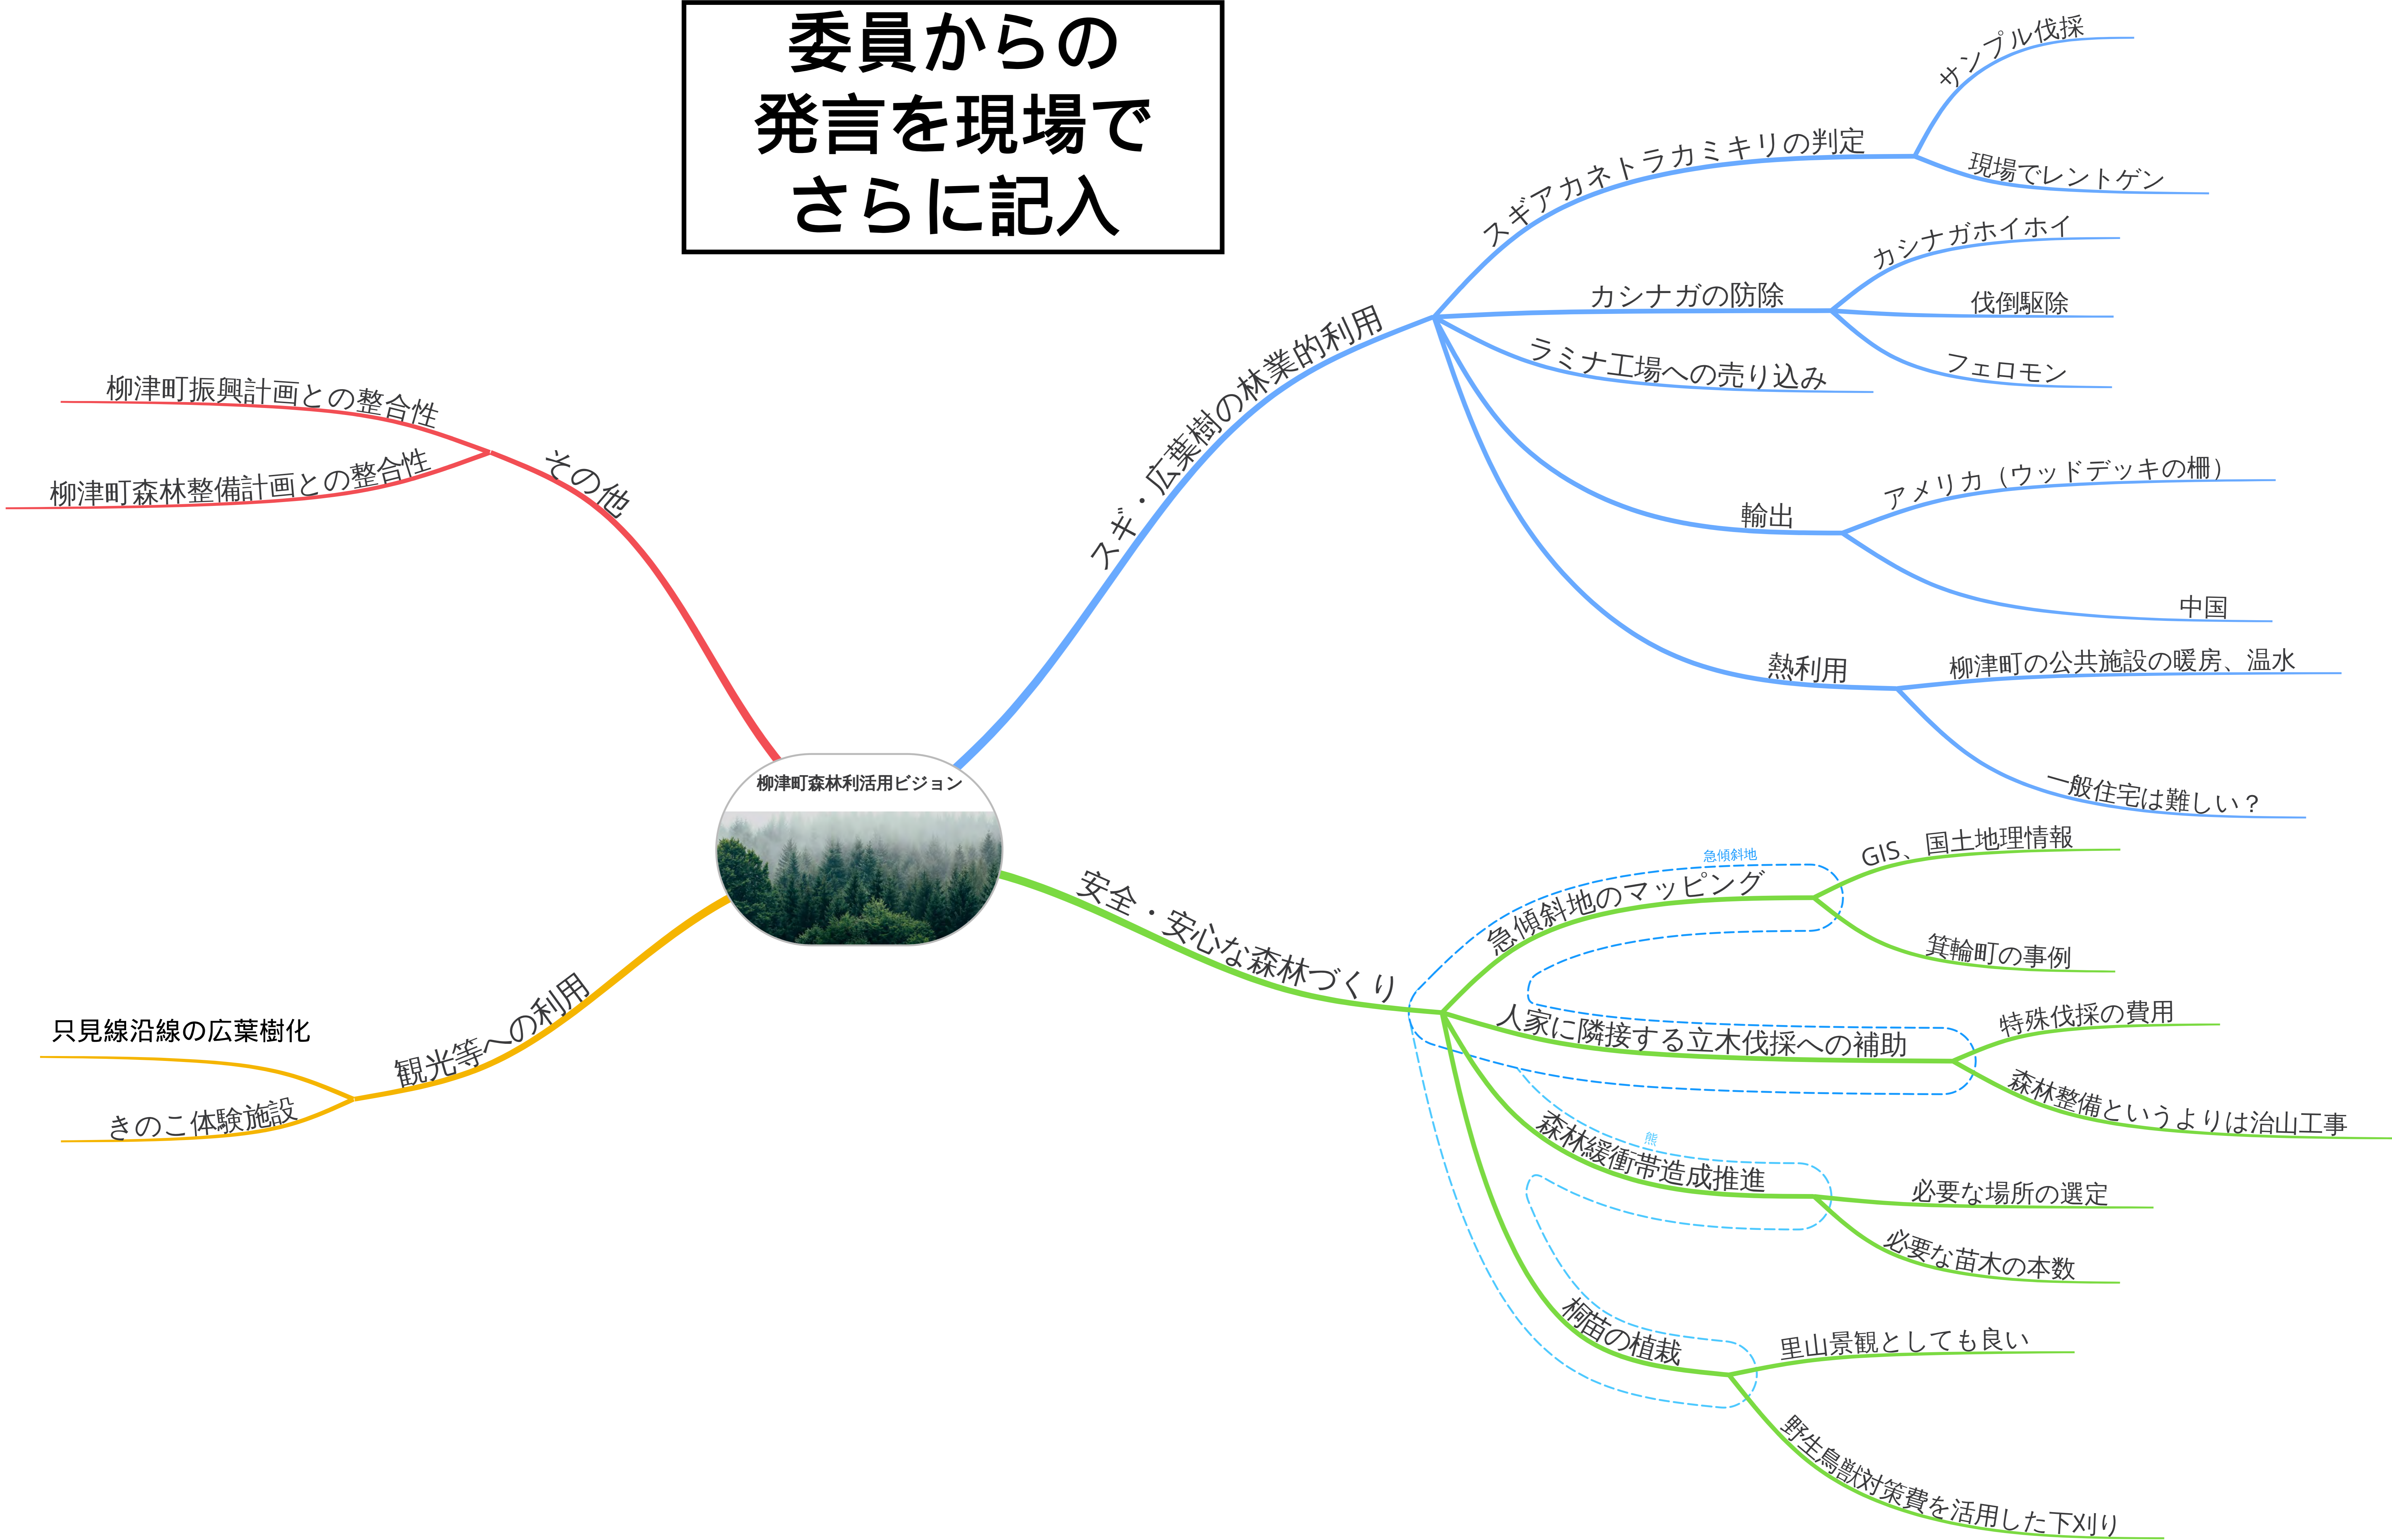 委員からの
発言を現場で
さらに記入
柳津町森林利活用ビジョン
スギ・広葉樹の林業的利用
スギアカネトラカミキリの判定
サンプル伐採
現場でレントゲン
カシナガの防除
カシナガホイホイ
伐倒駆除
フェロモン
ラミナ工場への売り込み
輸出
アメリカ（ウッドデッキの柵）
中国
熱利用
柳津町の公共施設の暖房、温水
一般住宅は難しい？
安全・安心な森林づくり
急傾斜地
急傾斜地のマッピング
GIS、国土地理情報
箕輪町の事例
人家に隣接する立木伐採への補助
特殊伐採の費用
森林整備というよりは治山工事
熊
森林緩衝帯造成推進
必要な場所の選定
必要な苗木の本数
桐苗の植栽
里山景観としても良い
野生鳥獣対策費を活用した下刈り
観光等への利用
只見線沿線の広葉樹化
きのこ体験施設
その他
柳津町振興計画との整合性
柳津町森林整備計画との整合性